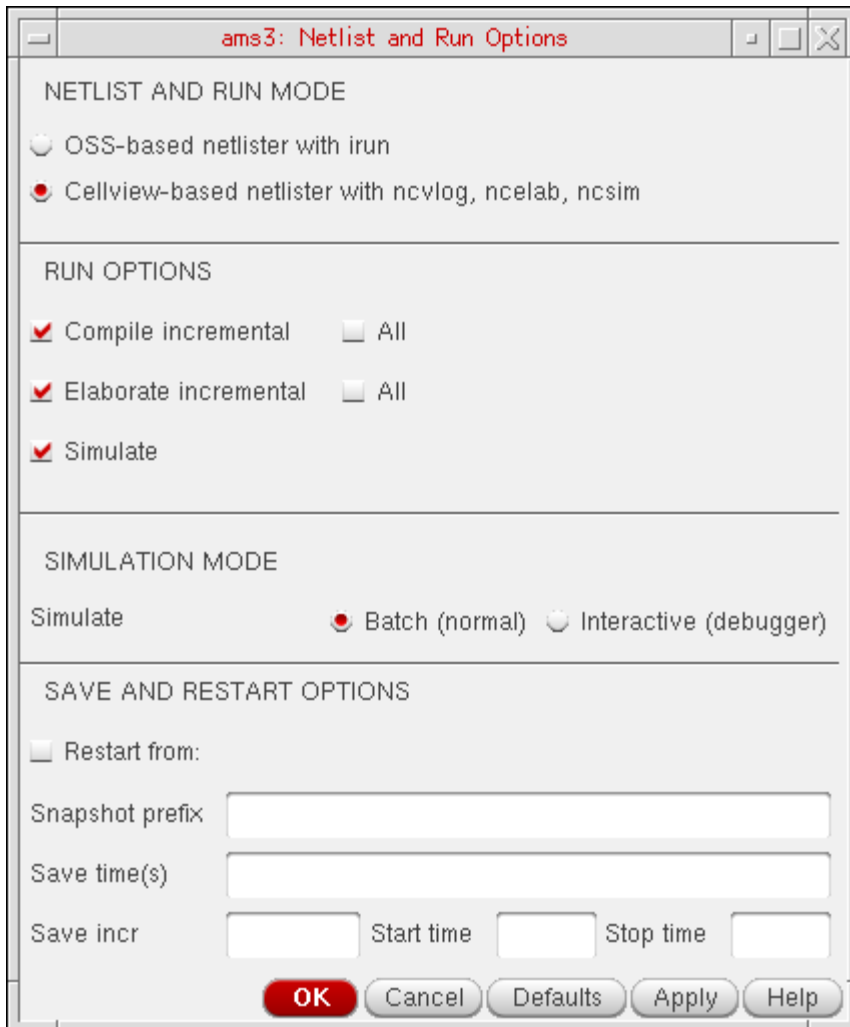 ams3: Netlist and Run Options
NETLIST AND RUN MODE
OSS-based netlister with irun
Cellview-based netlister with ncvlog, ncelab, ncsim
RUN OPTIONS
Compile incremental All
Elaborate incremental All
Simulate
SIMULATION MODE
Simulate Batch (normal) Interactive (debugger)
SAVE AND RESTART OPTIONS
Restart from:
Snapshot prefix
Save time(s)
Save incr Start time Stop time
OK Cancel Defaults Apply Help